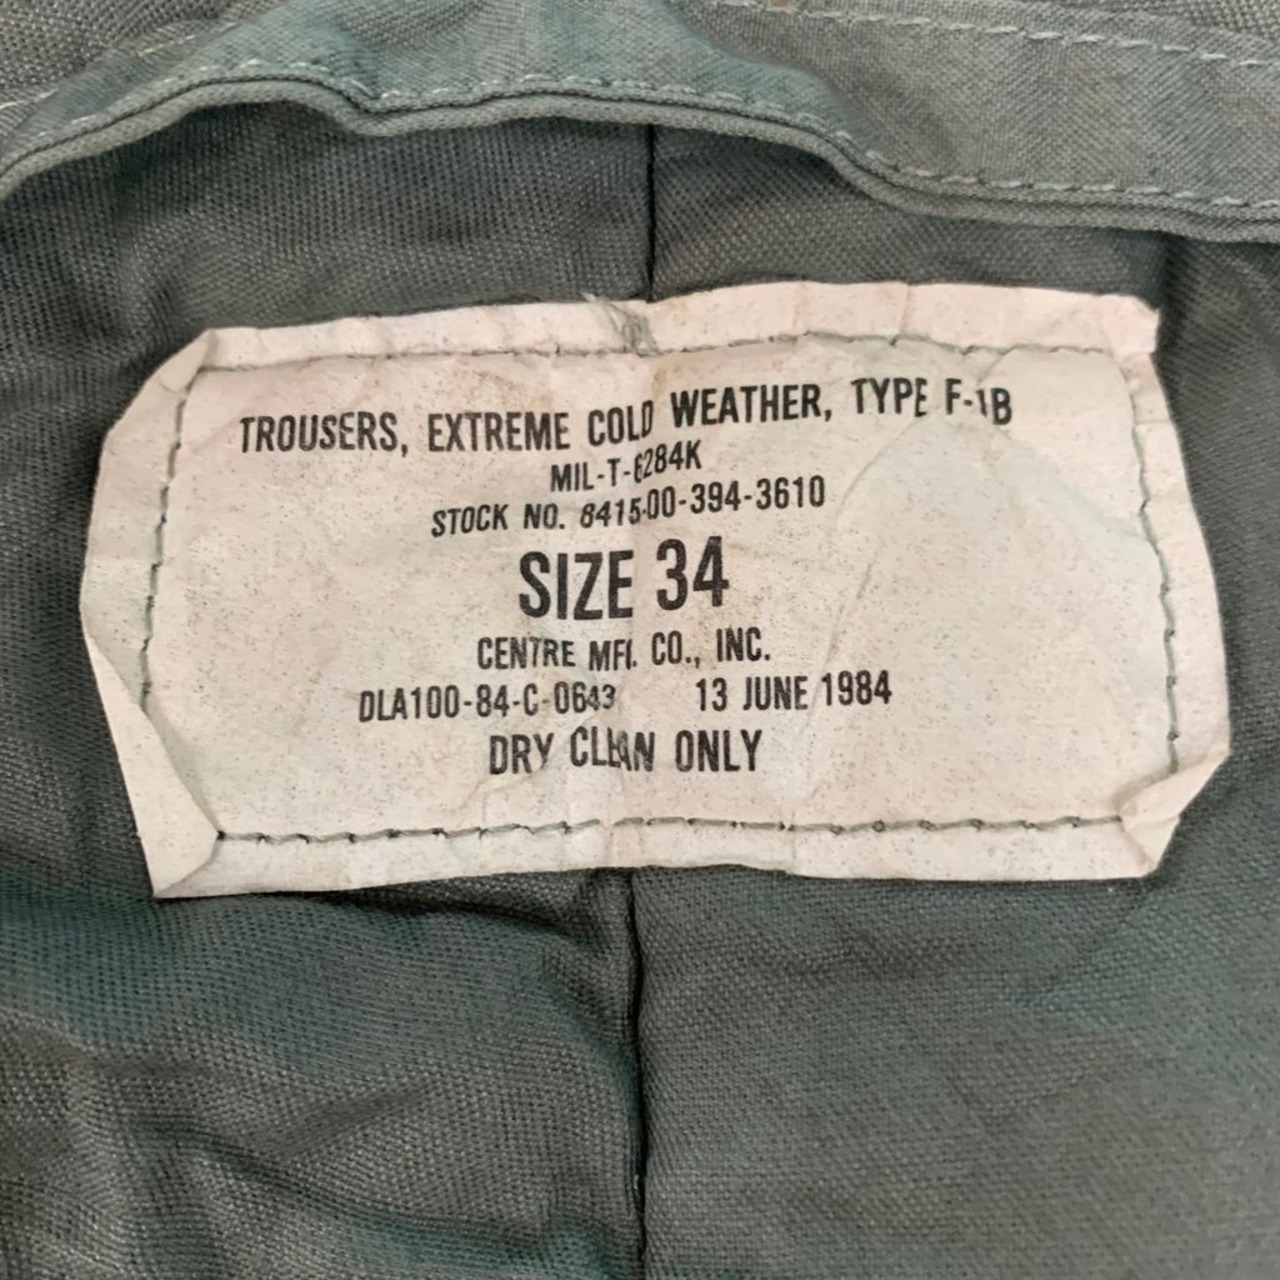 TROUSERS, EXTREME COLD WEATHER, TYPE F-1B
MIL-T-6284K
STOCK NO. 8415-00-394-3610
SIZE 34
CENTRE MFG. CO., INC.
DLA100-84-C-0643 13 JUNE 1984
DRY CLEAN ONLY